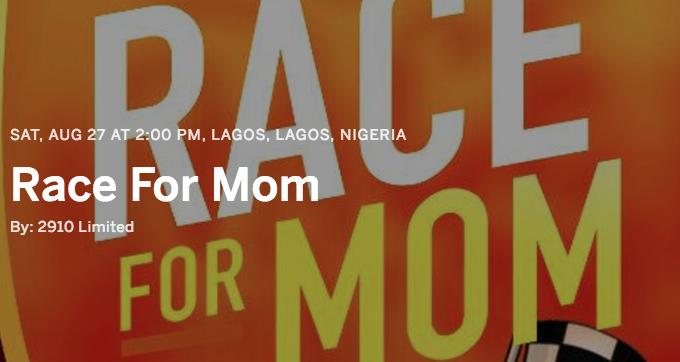 RACE
SAT, AUG 27 AT 2:00 PM, LAGOS, LAGOS, NIGERIA
Race For Mom
By: 2910 Limited
FOR MOM